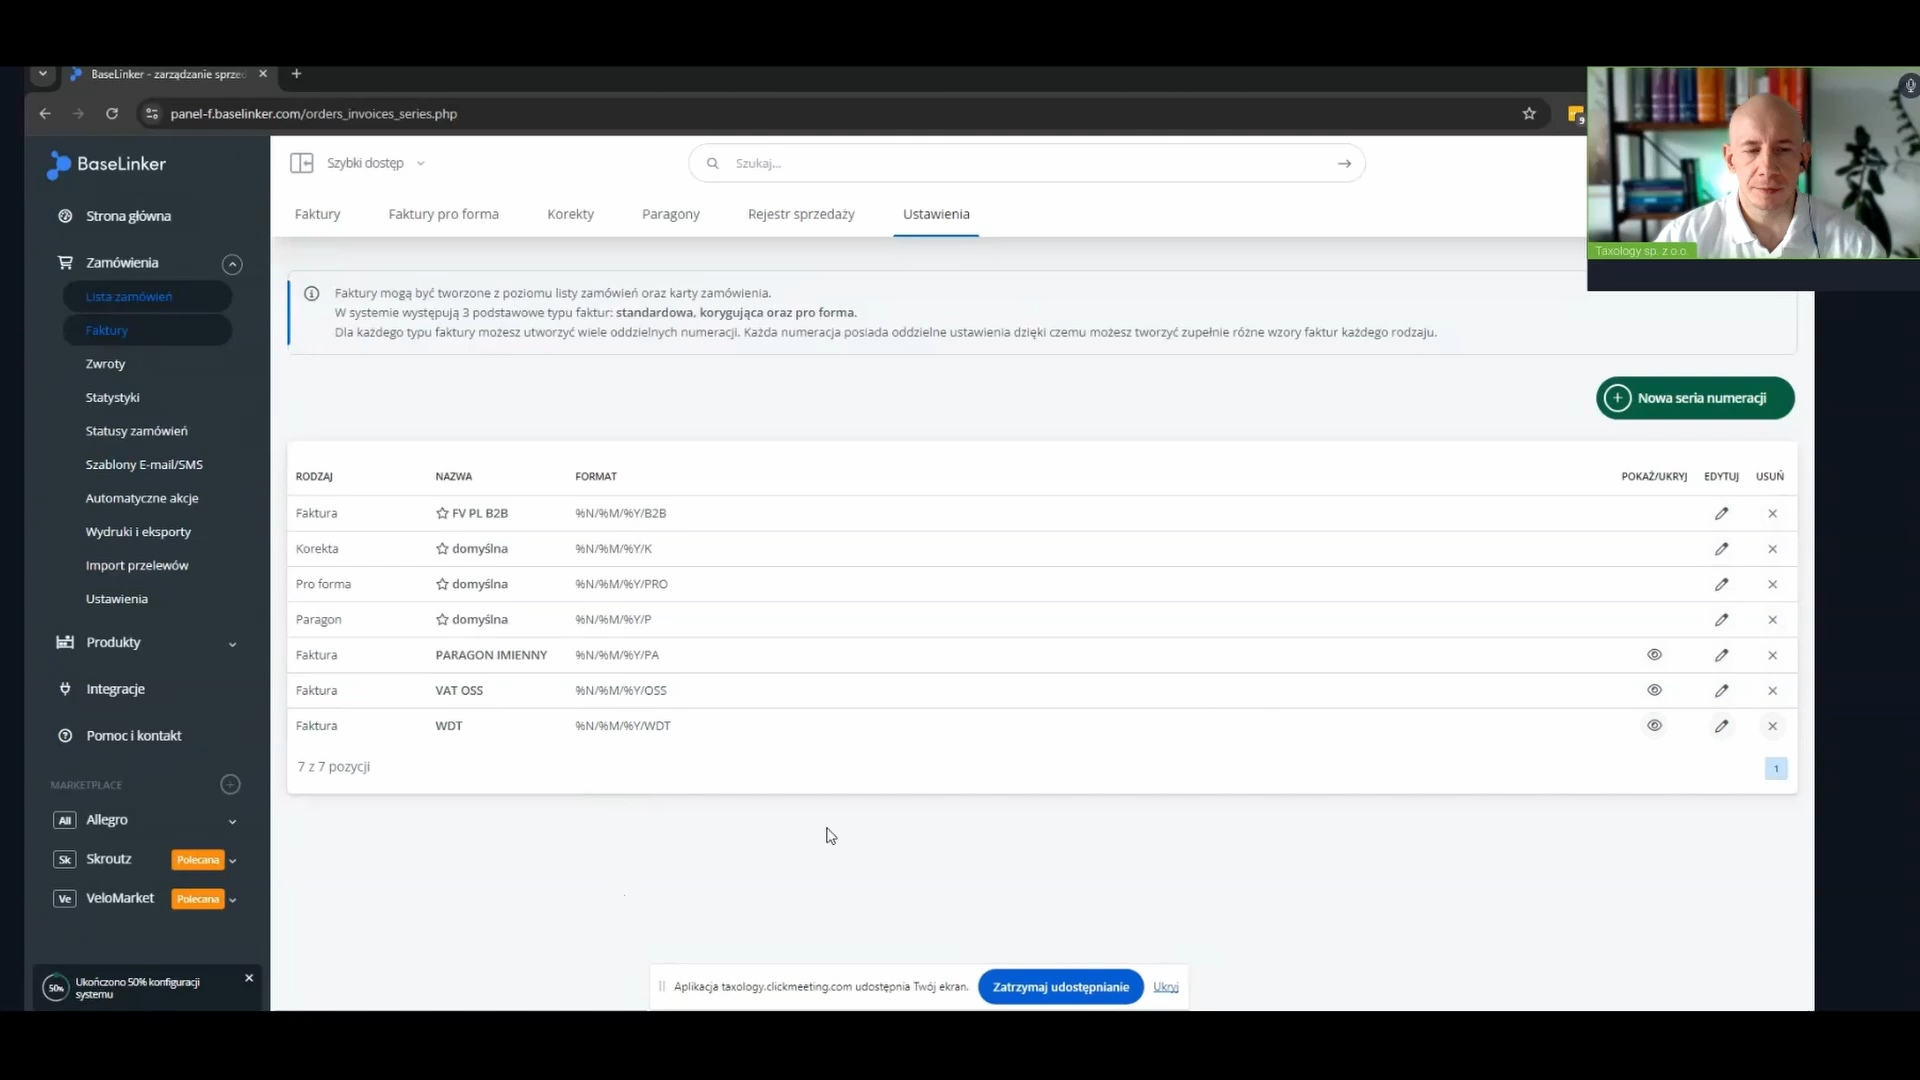 BaseLinker - zarządzanie sprzed
panel-f.baselinker.com/orders_invoices_series.php
9
BaseLinker
Szybki dostęp
Szukaj...
Taxology sp. z o.o.
Strona główna
Faktury
Faktury pro forma
Korekty
Paragony
Rejestr sprzedaży
Ustawienia
Zamówienia
Lista zamówień
Faktury
Zwroty
Statystyki
Statusy zamówień
Szablony E-mail/SMS
Automatyczne akcje
Wydruki i eksporty
Import przelewów
Ustawienia
Produkty
Integracje
Pomoc i kontakt
MARKETPLACE
All Allegro
Sk Skroutz Polecana
Ve VeloMarket Polecana
50% Ukończono 50% konfiguracji
systemu
Faktury mogą być tworzone z poziomu listy zamówień oraz karty zamówienia.
W systemie występują 3 podstawowe typu faktur: standardowa, korygująca oraz pro forma.
Dla każdego typu faktury możesz utworzyć wiele oddzielnych numeracji. Każda numeracja posiada oddzielne ustawienia dzięki czemu możesz tworzyć zupełnie różne wzory faktur każdego rodzaju.
Nowa seria numeracji
RODZAJ NAZWA FORMAT POKAŻ/UKRYJ EDYTUJ USUŃ
Faktura FV PL B2B %N/%M/%Y/B2B
Korekta domyślna %N/%M/%Y/K
Pro forma domyślna %N/%M/%Y/PRO
Paragon domyślna %N/%M/%Y/P
Faktura PARAGON IMIENNY %N/%M/%Y/PA
Faktura VAT OSS %N/%M/%Y/OSS
Faktura WDT %N/%M/%Y/WDT
7 z 7 pozycji
1
Aplikacja taxology.clickmeeting.com udostępnia Twój ekran. Zatrzymaj udostępnianie Ukryj